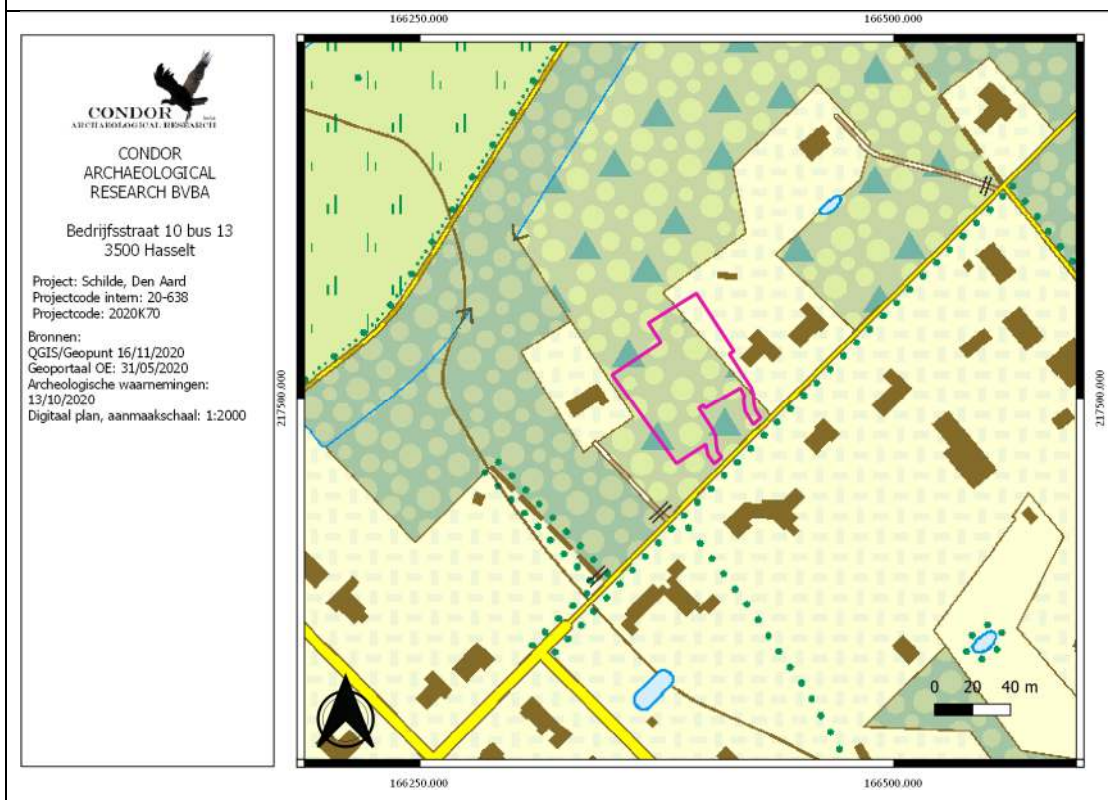 166250.000
166500.000
CONDOR
ARCHAEOLOGICAL RESEARCH
CONDOR
ARCHAEOLOGICAL
RESEARCH BVBA
Bedrijfsstraat 10 bus 13
3500 Hasselt
Project: Schilde, Den Aard
Projectcode intern: 20-638
Projectcode: 2020K70
Bronnen:
QGIS/Geopunt 16/11/2020
Geoportaal OE: 31/05/2020
Archeologische waarnemingen:
13/10/2020
Digitaal plan, aanmaakschaal: 1:2000
217500.000
217500.000
0 20 40 m
166250.000
166500.000